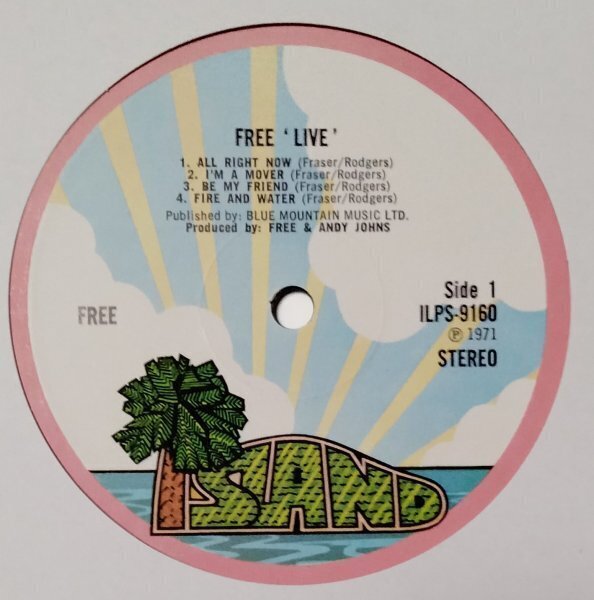 FREE 'LIVE'
1. ALL RIGHT NOW (Fraser/Rodgers)
2. I'M A MOVER (Fraser/Rodgers)
3. BE MY FRIEND (Fraser/Rodgers)
4. FIRE AND WATER (Fraser/Rodgers)
Published by: BLUE MOUNTAIN MUSIC LTD.
Produced by: FREE & ANDY JOHNS
FREE
Side 1
ILPS-9160
Ⓟ 1971
STEREO
ISLAND